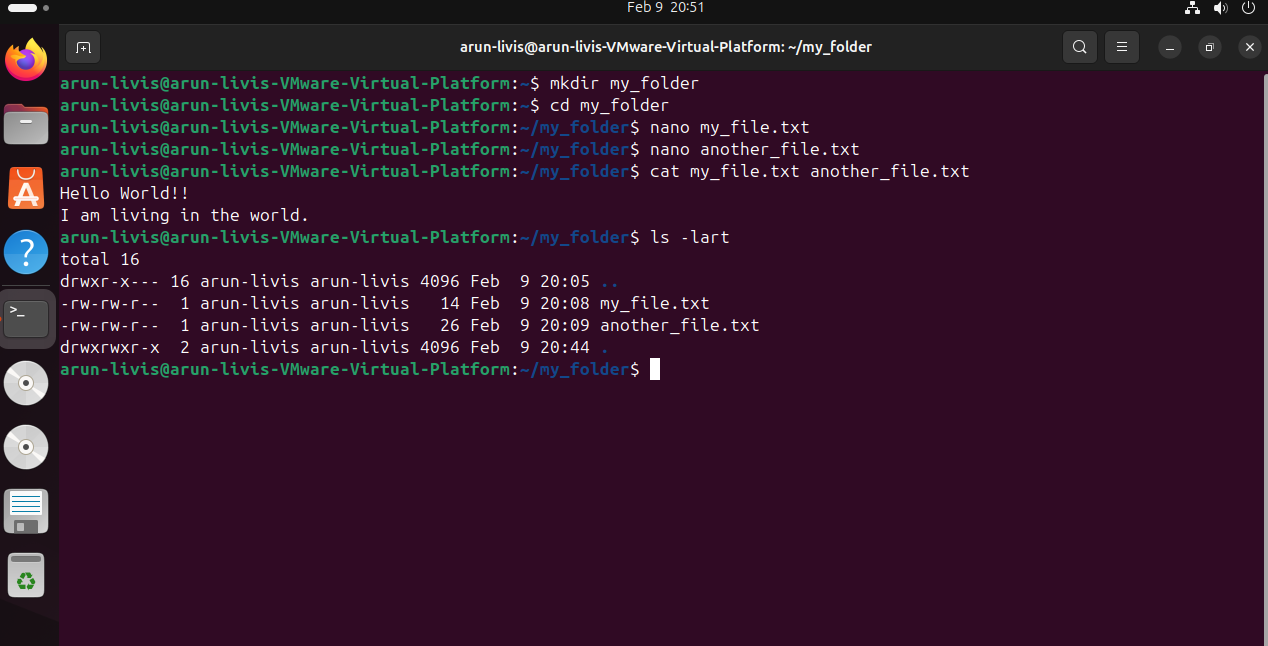 Feb 9 20:51
arun-livis@arun-livis-VMware-Virtual-Platform: ~/my_folder
arun-livis@arun-livis-VMware-Virtual-Platform:~$ mkdir my_folder
arun-livis@arun-livis-VMware-Virtual-Platform:~$ cd my_folder
arun-livis@arun-livis-VMware-Virtual-Platform:~/my_folder$ nano my_file.txt
arun-livis@arun-livis-VMware-Virtual-Platform:~/my_folder$ nano another_file.txt
arun-livis@arun-livis-VMware-Virtual-Platform:~/my_folder$ cat my_file.txt another_file.txt
Hello World!!
I am living in the world.
arun-livis@arun-livis-VMware-Virtual-Platform:~/my_folder$ ls -lart
total 16
drwxr-x--- 16 arun-livis arun-livis 4096 Feb  9 20:05 ..
-rw-rw-r--  1 arun-livis arun-livis   14 Feb  9 20:08 my_file.txt
-rw-rw-r--  1 arun-livis arun-livis   26 Feb  9 20:09 another_file.txt
drwxrwxr-x  2 arun-livis arun-livis 4096 Feb  9 20:44 .
arun-livis@arun-livis-VMware-Virtual-Platform:~/my_folder$